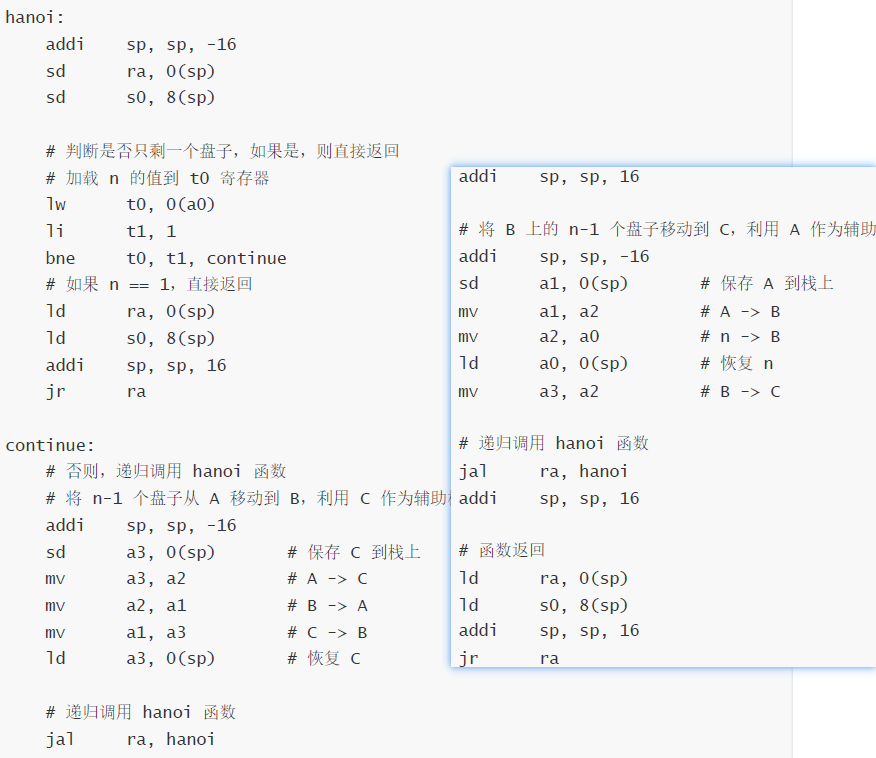 hanoi:
addi sp, sp, -16
sd ra, 0(sp)
sd s0, 8(sp)
# 判断是否只剩一个盘子，如果是，则直接返回
# 加载 n 的值到 t0 寄存器
lw t0, 0(a0)
li t1, 1
bne t0, t1, continue
# 如果 n == 1，直接返回
ld ra, 0(sp)
ld s0, 8(sp)
addi sp, sp, 16
jr ra
continue:
# 否则，递归调用 hanoi 函数
# 将 n-1 个盘子从 A 移动到 B，利用 C 作为辅助
addi sp, sp, -16
sd a3, 0(sp) # 保存 C 到栈上
mv a3, a2 # A -> C
mv a2, a1 # B -> A
mv a1, a3 # C -> B
ld a3, 0(sp) # 恢复 C
# 递归调用 hanoi 函数
jal ra, hanoi
addi sp, sp, 16
# 将 B 上的 n-1 个盘子移动到 C，利用 A 作为辅助
addi sp, sp, -16
sd a1, 0(sp) # 保存 A 到栈上
mv a1, a2 # A -> B
mv a2, a0 # n -> B
ld a0, 0(sp) # 恢复 n
mv a3, a2 # B -> C
# 递归调用 hanoi 函数
jal ra, hanoi
addi sp, sp, 16
# 函数返回
ld ra, 0(sp)
ld s0, 8(sp)
addi sp, sp, 16
jr ra